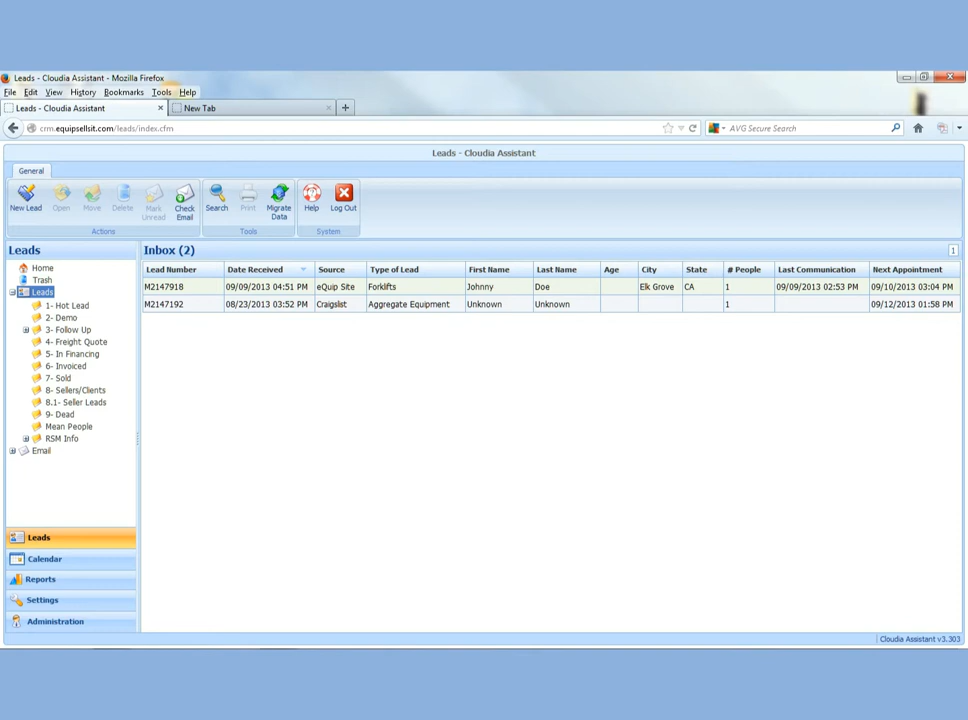 Leads - Cloudia Assistant - Mozilla Firefox
File Edit View History Bookmarks Tools Help
Leads - Cloudia Assistant × New Tab × +
crm.equipsellsit.com/leads/index.cfm AVG Secure Search
Leads - Cloudia Assistant
General
New Lead Open Move Delete Mark Unread Check Email Search Print Migrate Data Help Log Out
Actions Tools System
Leads Inbox (2) 1
Lead Number Date Received Source Type of Lead First Name Last Name Age City State # People Last Communication Next Appointment
M2147918 09/09/2013 04:51 PM eQuip Site Forklifts Johnny Doe Elk Grove CA 1 09/09/2013 02:53 PM 09/10/2013 03:04 PM
M2147192 08/23/2013 03:52 PM Craigslist Aggregate Equipment Unknown Unknown 1 09/12/2013 01:58 PM
Home
Trash
Leads
1- Hot Lead
2- Demo
3- Follow Up
4- Freight Quote
5- In Financing
6- Invoiced
7- Sold
8- Sellers/Clients
8.1- Seller Leads
9- Dead
Mean People
RSM Info
Email
Leads
Calendar
Reports
Settings
Administration
Cloudia Assistant v3.303